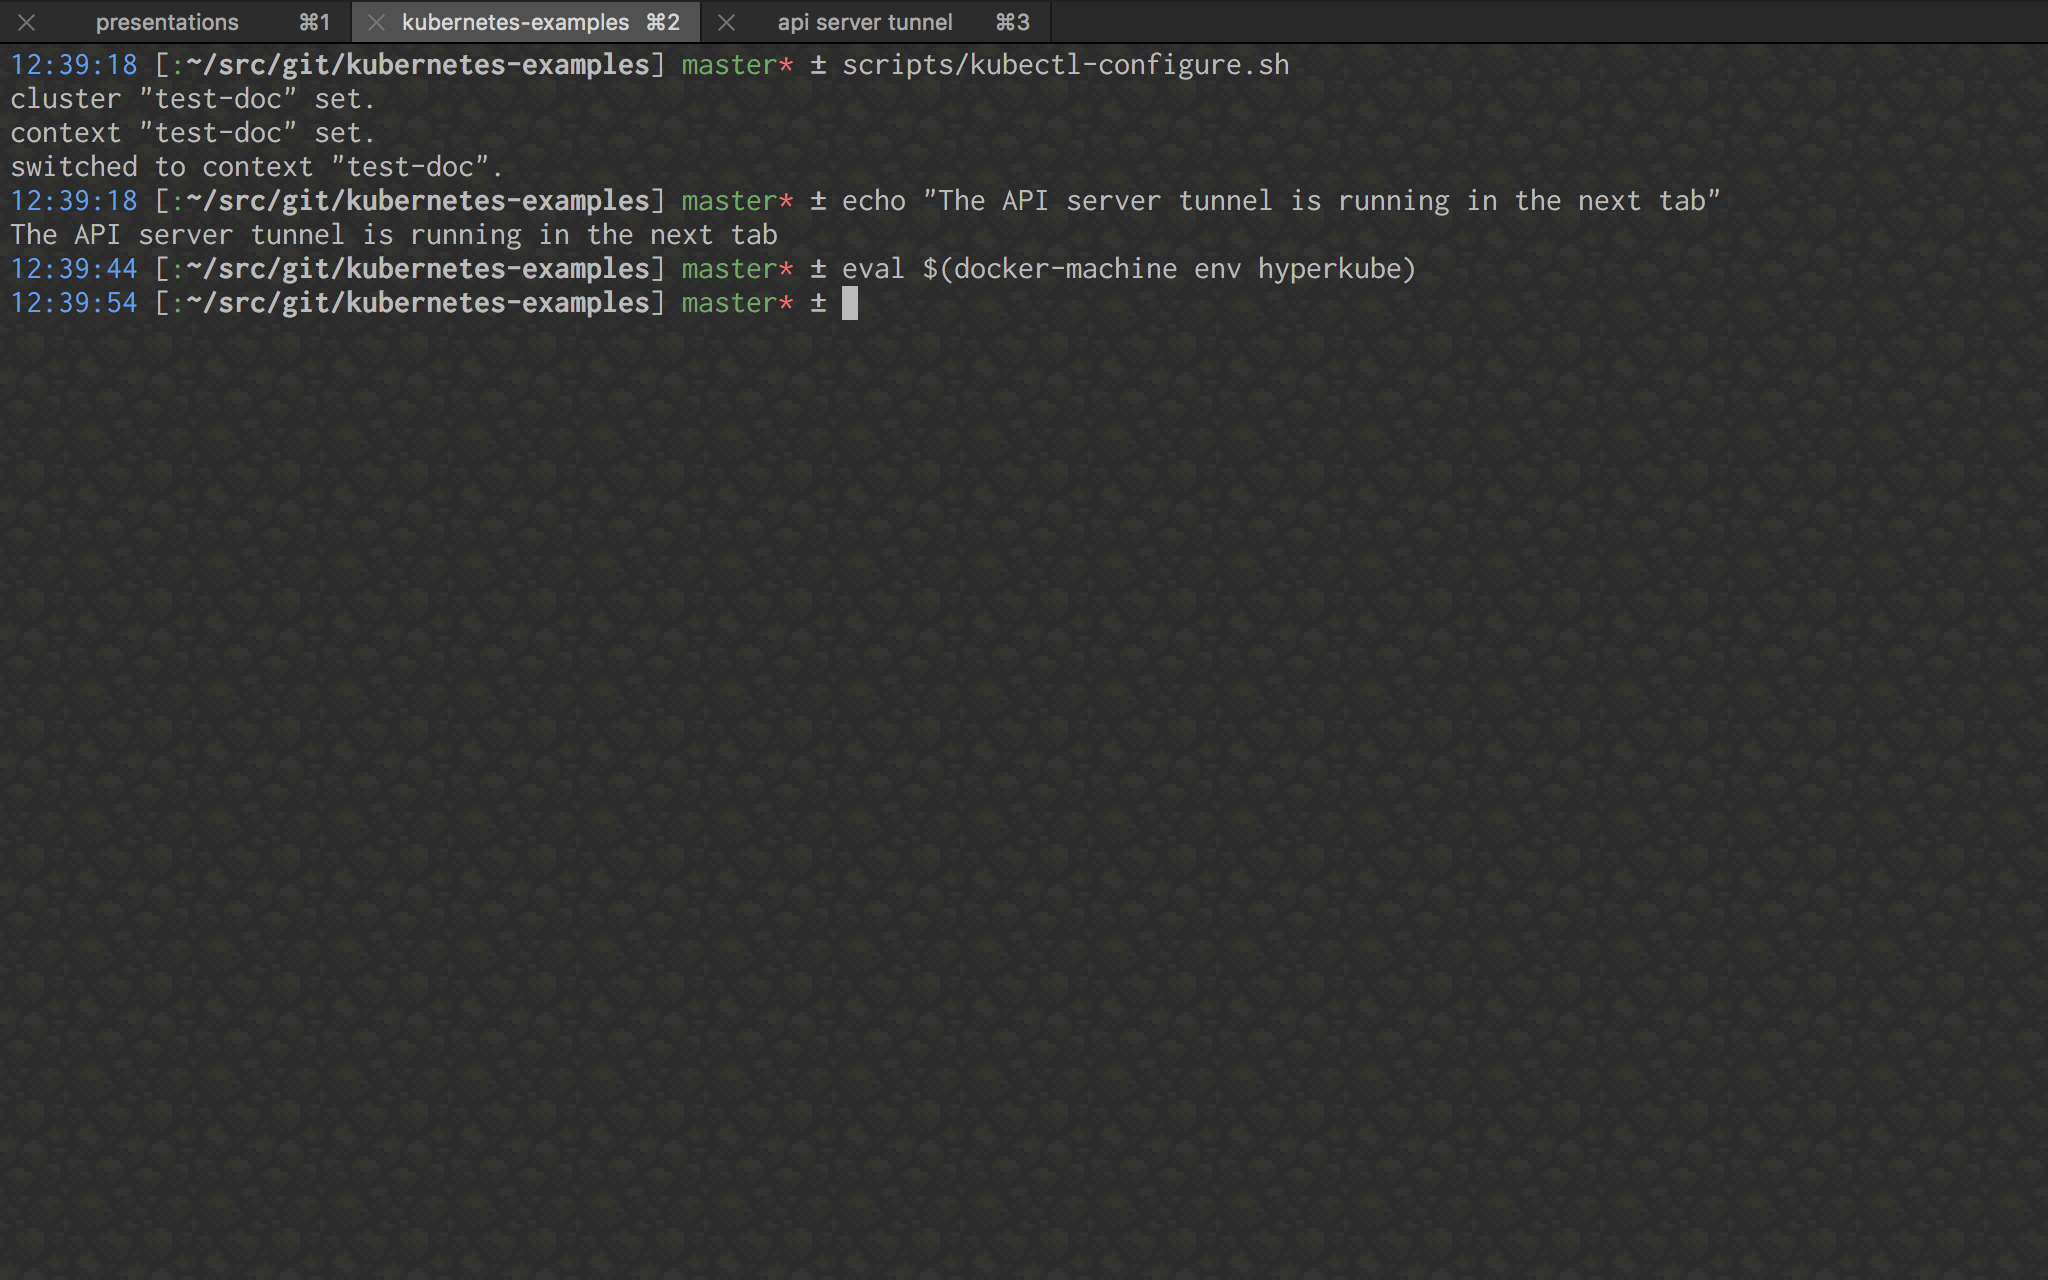 presentations ⌘1 kubernetes-examples ⌘2 api server tunnel ⌘3
12:39:18 [:~/src/git/kubernetes-examples] master* ± scripts/kubectl-configure.sh
cluster "test-doc" set.
context "test-doc" set.
switched to context "test-doc".
12:39:18 [:~/src/git/kubernetes-examples] master* ± echo "The API server tunnel is running in the next tab"
The API server tunnel is running in the next tab
12:39:44 [:~/src/git/kubernetes-examples] master* ± eval $(docker-machine env hyperkube)
12:39:54 [:~/src/git/kubernetes-examples] master* ±